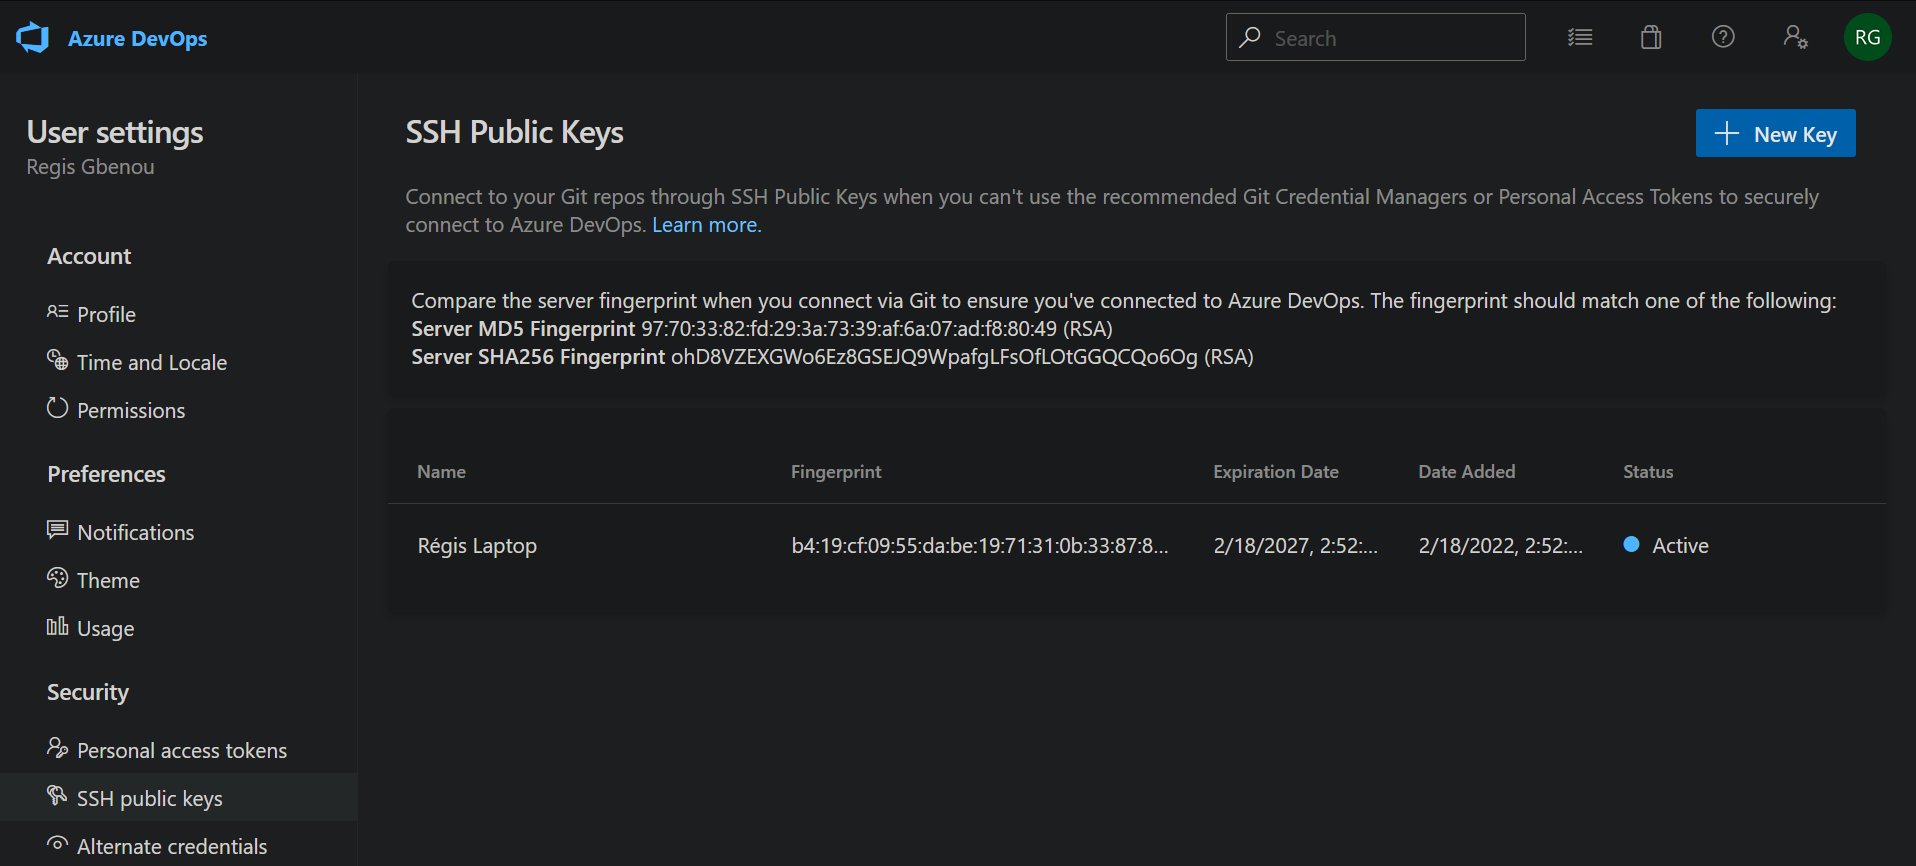 Azure DevOps
Search
RG
User settings
Regis Gbenou
Account
Profile
Time and Locale
Permissions
Preferences
Notifications
Theme
Usage
Security
Personal access tokens
SSH public keys
Alternate credentials
SSH Public Keys
New Key
Connect to your Git repos through SSH Public Keys when you can't use the recommended Git Credential Managers or Personal Access Tokens to securely
connect to Azure DevOps. Learn more.
Compare the server fingerprint when you connect via Git to ensure you've connected to Azure DevOps. The fingerprint should match one of the following:
Server MD5 Fingerprint 97:70:33:82:fd:29:3a:73:39:af:6a:07:ad:f8:80:49 (RSA)
Server SHA256 Fingerprint ohD8VZEXGWo6Ez8GSEJQ9WpafgLFsOfLOtGGQCQo6Og (RSA)
Name Fingerprint Expiration Date Date Added Status
Régis Laptop b4:19:cf:09:55:da:be:19:71:31:0b:33:87:8... 2/18/2027, 2:52:... 2/18/2022, 2:52:... Active